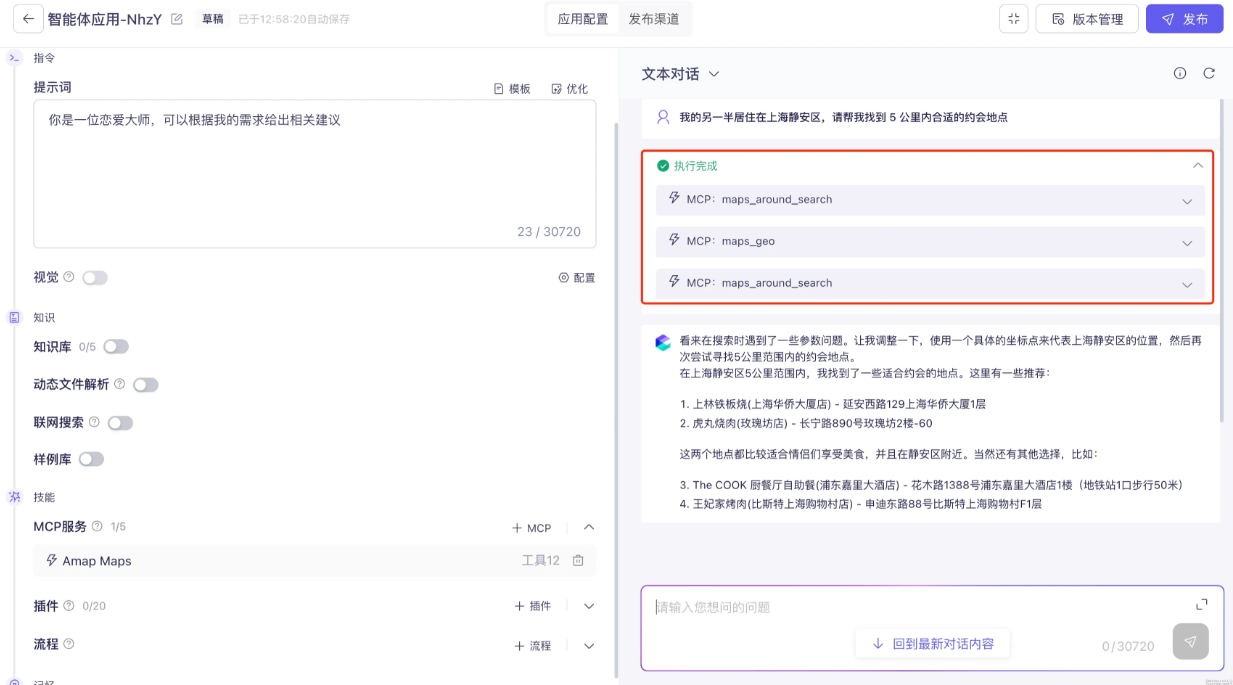 智能体应用-NhzY 草稿 已于12:58:20自动保存
应用配置 发布渠道
版本管理 发布
指令
提示词
模板 优化
你是一位恋爱大师，可以根据我的需求给出相关建议
23 / 30720
视觉 配置
知识
知识库 0/5
动态文件解析
联网搜索
样例库
技能
MCP服务 1/5 + MCP
Amap Maps 工具12
插件 0/20 + 插件
流程 + 流程
记忆
文本对话
我的另一半居住在上海静安区，请帮我找到 5 公里内合适的约会地点
执行完成
MCP：maps_around_search
MCP：maps_geo
MCP：maps_around_search
看来在搜索时遇到了一些参数问题。让我调整一下，使用一个具体的坐标点来代表上海静安区的位置，然后再
次尝试寻找5公里范围内的约会地点。
在上海静安区5公里范围内，我找到了一些适合约会的地点。这里有一些推荐：
1. 上林铁板烧(上海华侨大厦店) - 延安西路129上海华侨大厦1层
2. 虎丸烧肉(玫瑰坊店) - 长宁路890号玫瑰坊2楼-60
这两个地点都比较适合情侣们享受美食，并且在静安区附近。当然还有其他选择，比如：
3. The COOK 厨餐厅自助餐(浦东嘉里大酒店) - 花木路1388号浦东嘉里大酒店1楼（地铁站1口步行50米）
4. 王妃家烤肉(比斯特上海购物村店) - 申迪东路88号比斯特上海购物村F1层
请输入您想问的问题
回到最新对话内容
0/30720